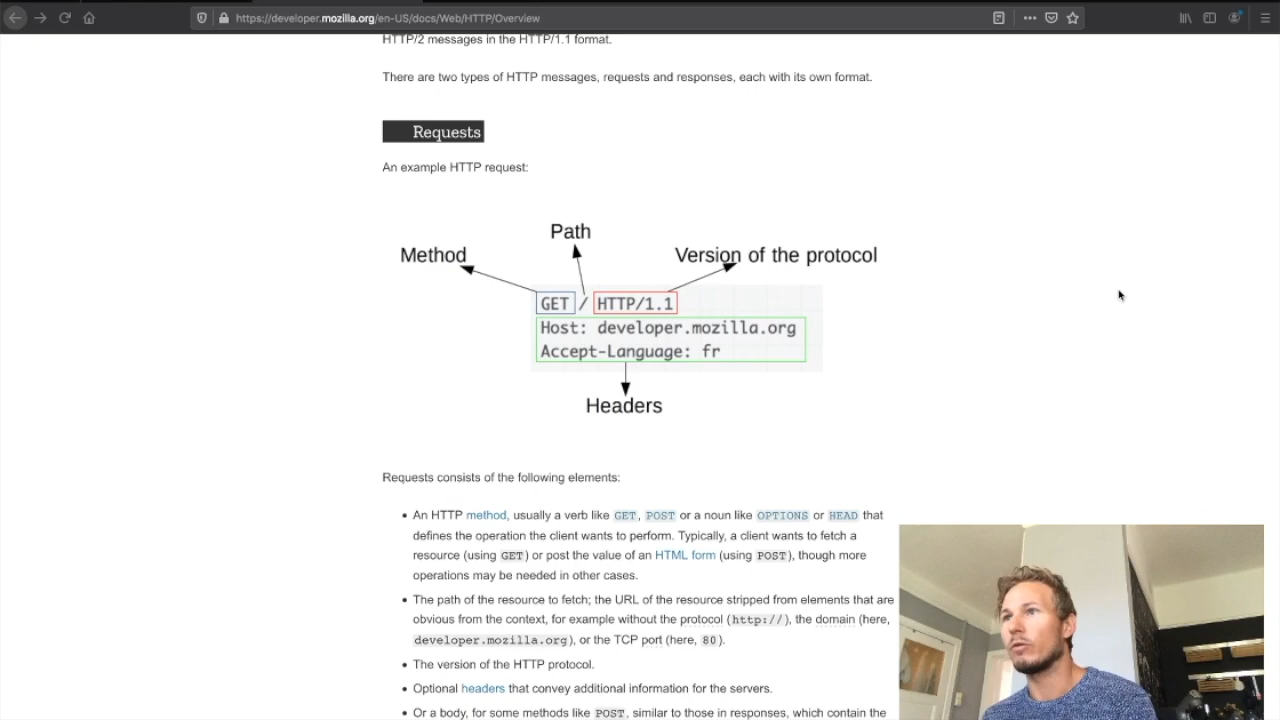 https://developer.mozilla.org/en-US/docs/Web/HTTP/Overview
HTTP/2 messages in the HTTP/1.1 format.
There are two types of HTTP messages, requests and responses, each with its own format.
Requests
An example HTTP request:
Path
Method
Version of the protocol
GET / HTTP/1.1
Host: developer.mozilla.org
Accept-Language: fr
Headers
Requests consists of the following elements:
• An HTTP method, usually a verb like GET, POST or a noun like OPTIONS or HEAD that
defines the operation the client wants to perform. Typically, a client wants to fetch a
resource (using GET) or post the value of an HTML form (using POST), though more
operations may be needed in other cases.
• The path of the resource to fetch; the URL of the resource stripped from elements that are
obvious from the context, for example without the protocol (http://), the domain (here,
developer.mozilla.org), or the TCP port (here, 80).
• The version of the HTTP protocol.
• Optional headers that convey additional information for the servers.
• Or a body, for some methods like POST, similar to those in responses, which contain the